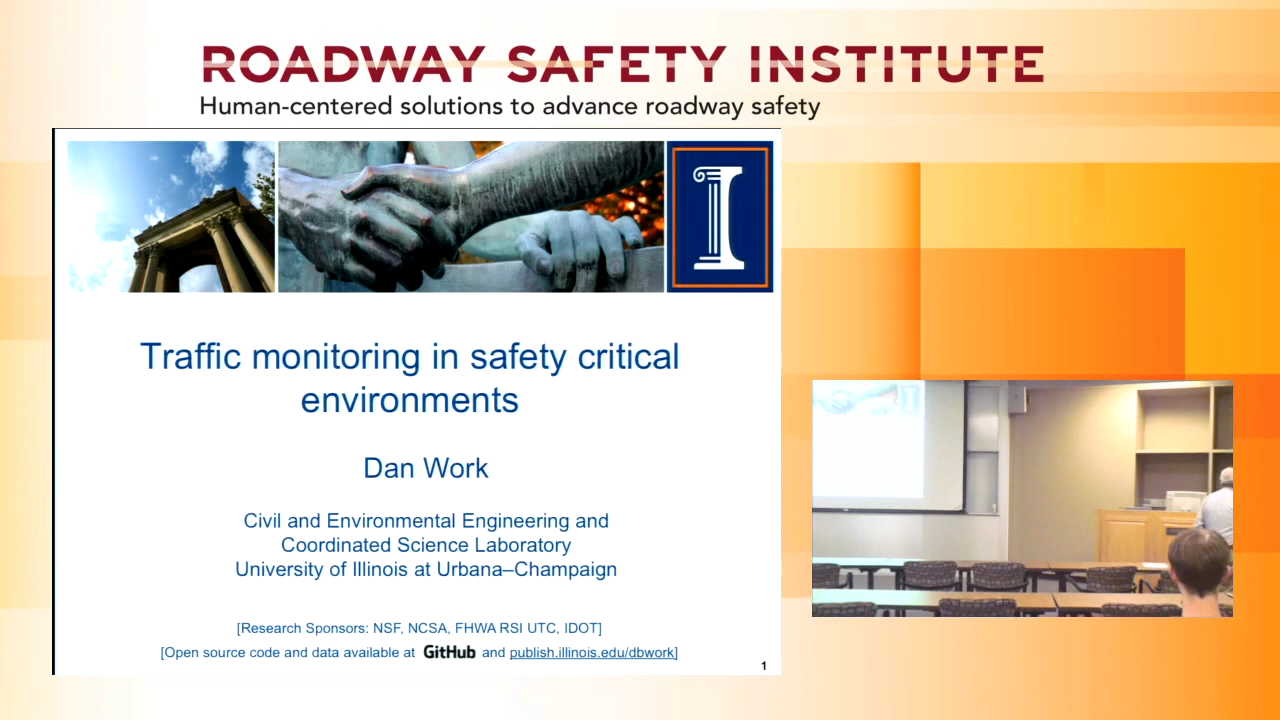 ROADWAY SAFETY INSTITUTE
Human-centered solutions to advance roadway safety
Traffic monitoring in safety critical
environments
Dan Work
Civil and Environmental Engineering and
Coordinated Science Laboratory
University of Illinois at Urbana–Champaign
[Research Sponsors: NSF, NCSA, FHWA RSI UTC, IDOT]
[Open source code and data available at GitHub and publish.illinois.edu/dbwork]
1